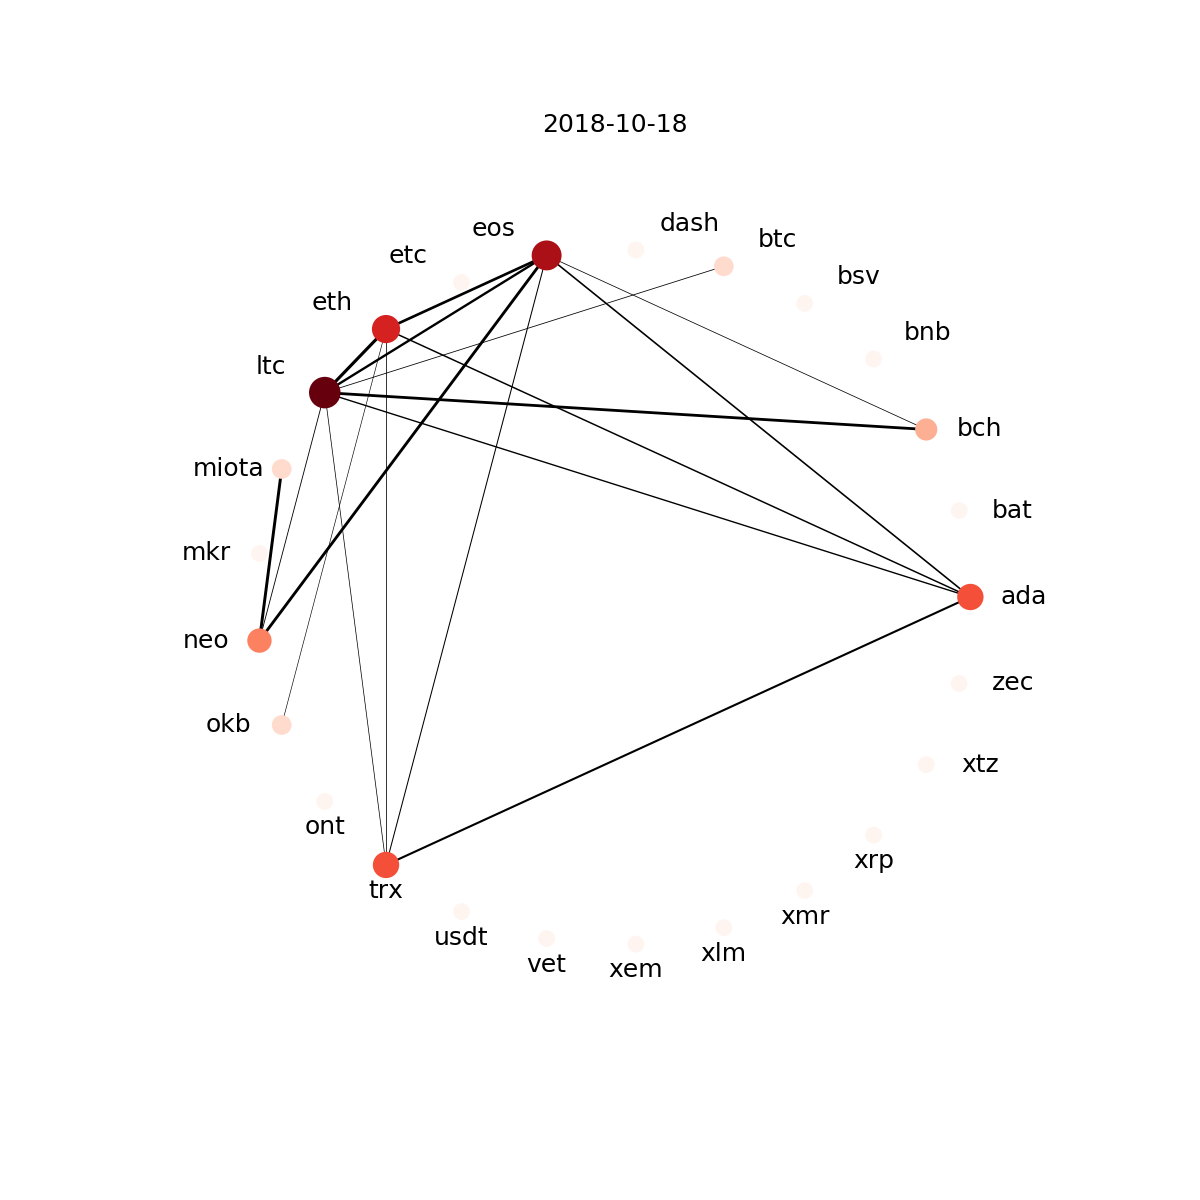 2018-10-18
dash
eos
btc
etc
bsv
eth
bnb
ltc
bch
miota
bat
mkr
ada
neo
zec
okb
xtz
ont
xrp
trx
xmr
usdt
xlm
vet
xem